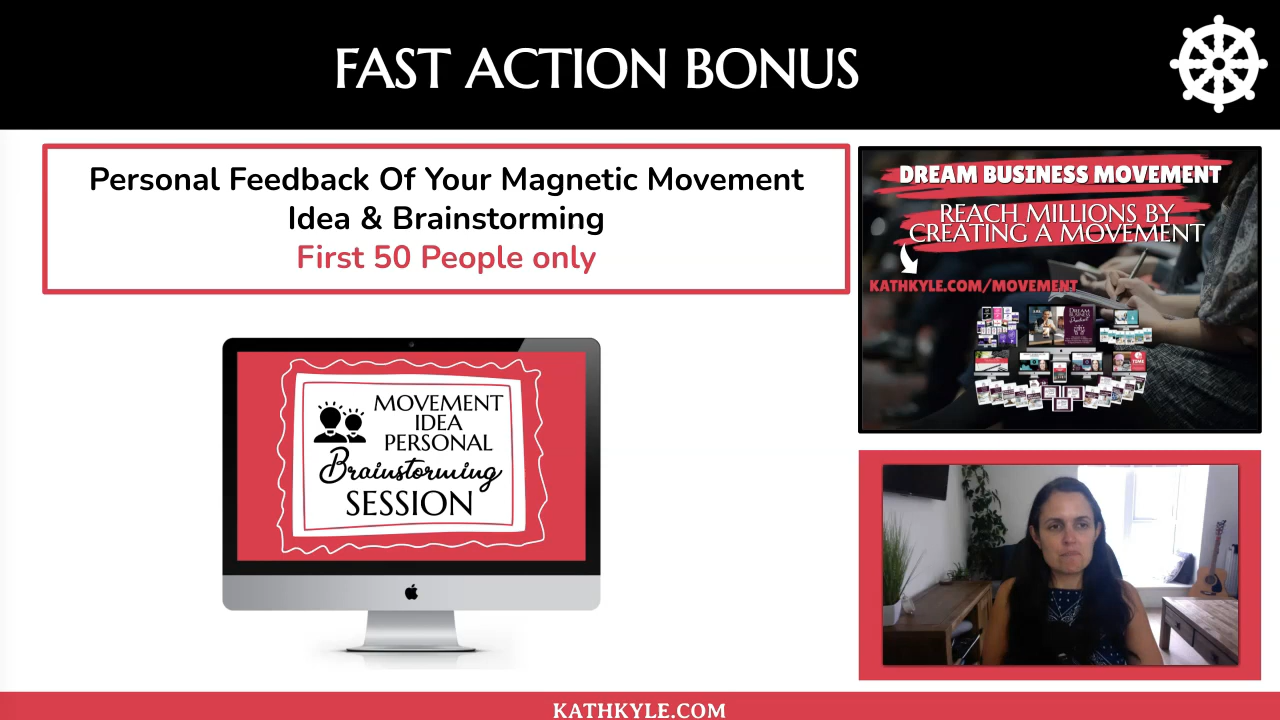 FAST ACTION BONUS
Personal Feedback Of Your Magnetic Movement
Idea & Brainstorming
First 50 People only
MOVEMENT
IDEA
PERSONAL
Brainstorming
SESSION
DREAM BUSINESS MOVEMENT
REACH MILLIONS BY
CREATING A MOVEMENT
KATHKYLE.COM/MOVEMENT
KATHKYLE.COM